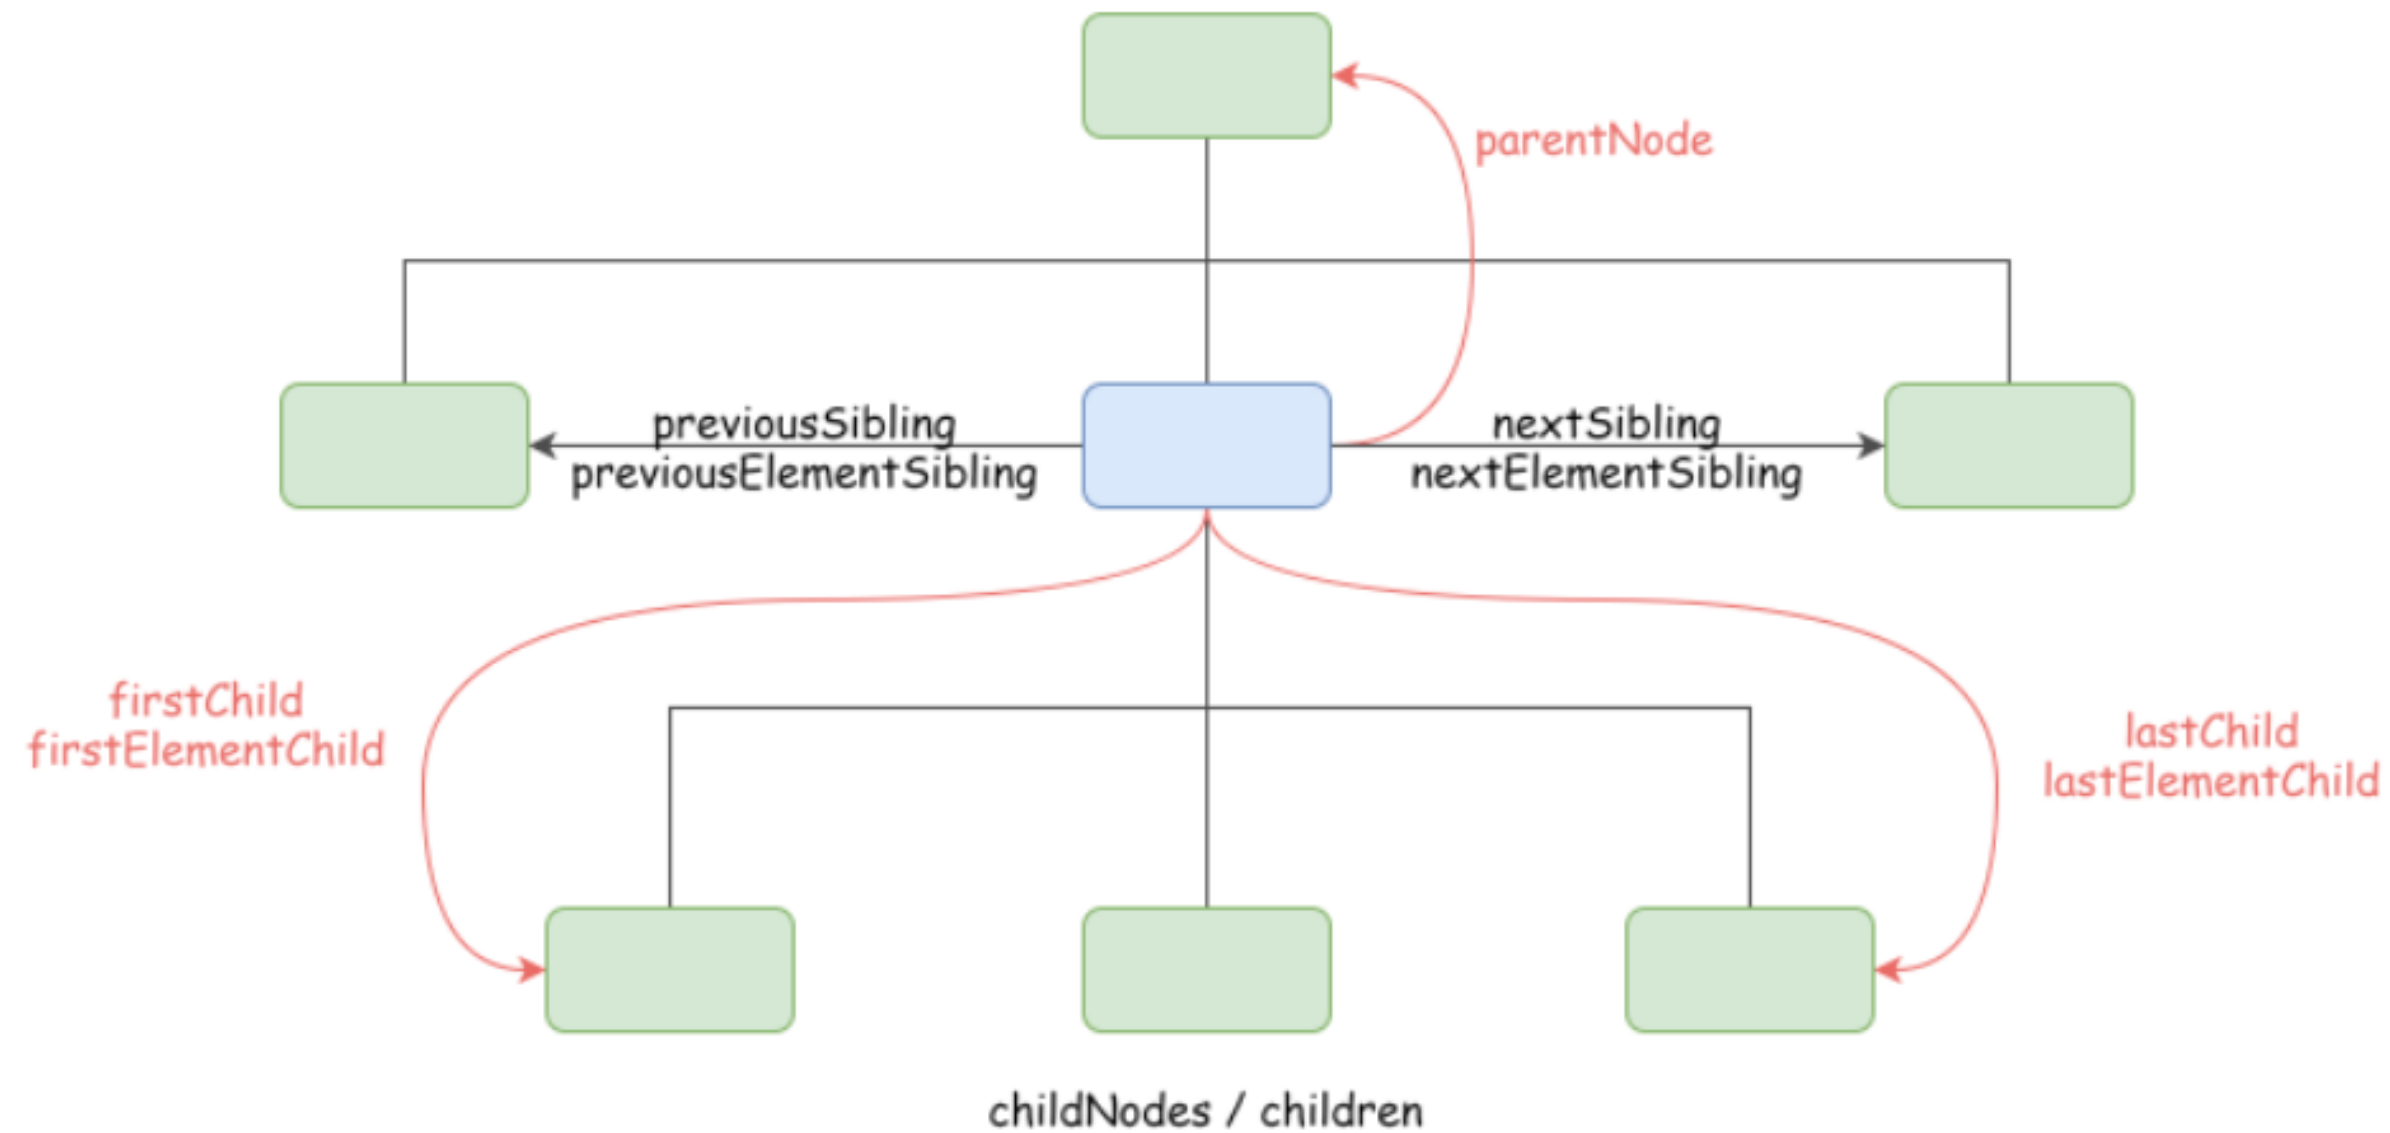 parentNode
previousSibling
previousElementSibling
nextSibling
nextElementSibling
firstChild
firstElementChild
lastChild
lastElementChild
childNodes / children